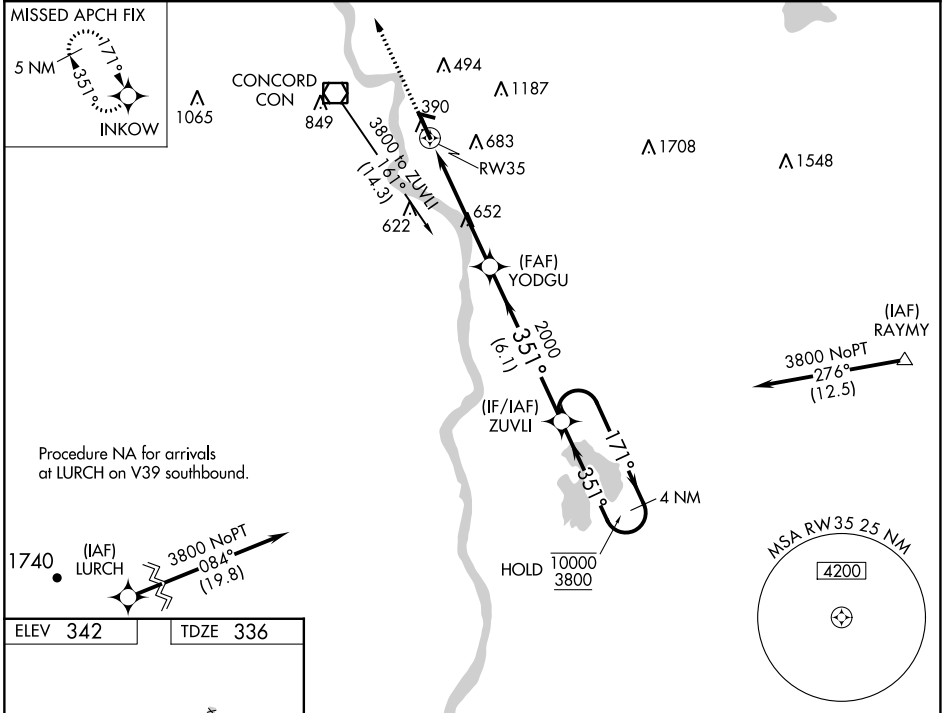 MISSED APCH FIX
5 NM
171°
351°
INKOW
1065
CONCORD
CON
849
494
1187
390
683
RW35
1708
1548
3800 to ZUVLI
161°
(14.3)
622
652
(FAF)
YODGU
2000
351°
(6.1)
(IAF)
RAYMY
3800 NoPT
276°
(12.5)
(IF/IAF)
ZUVLI
171°
351°
4 NM
HOLD
10000
3800
Procedure NA for arrivals
at LURCH on V39 southbound.
1740
(IAF)
LURCH
3800 NoPT
084°
(19.8)
MSA RW35 25 NM
4200
ELEV 342
TDZE 336